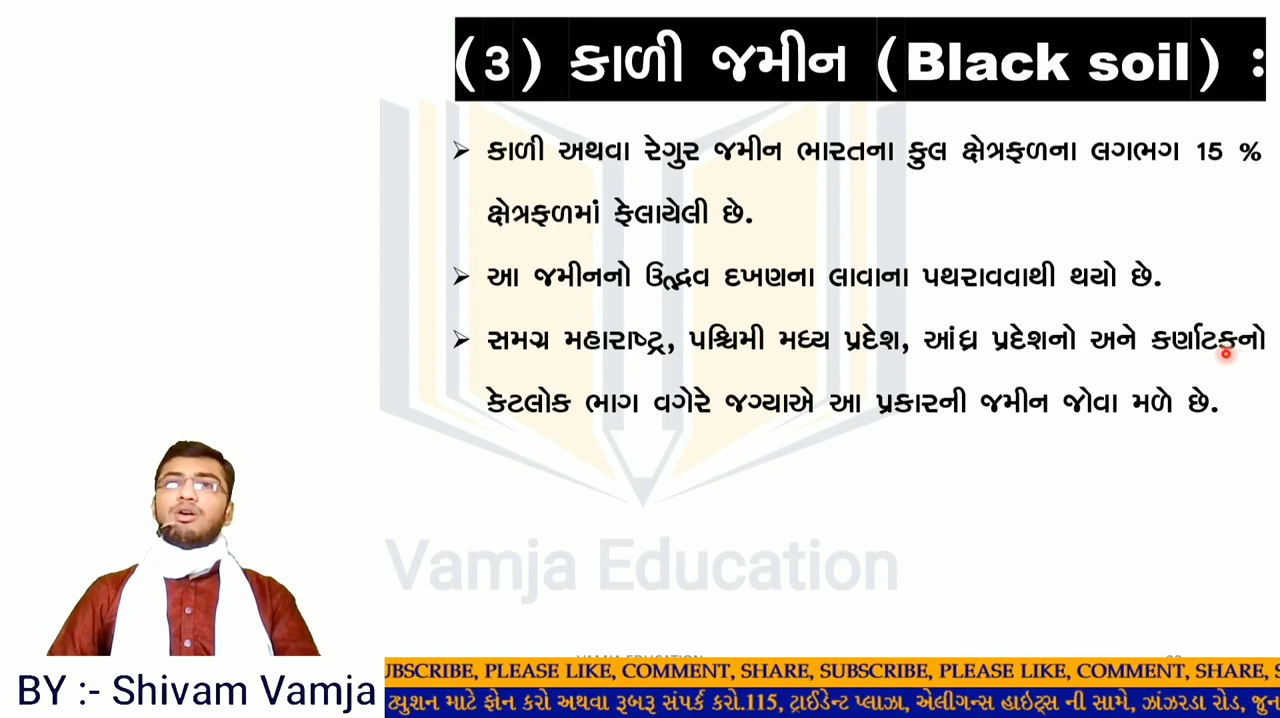 (૩) કાળી જમીન (Black soil) :
➢ કાળી અથવા રેગુર જમીન ભારતના કુલ ક્ષેત્રફળના લગભગ 15 %
ક્ષેત્રફળમાં ફેલાયેલી છે.
➢ આ જમીનનો ઉદ્ભવ દખણના લાવાના પથરાવવાથી થયો છે.
➢ સમગ્ર મહારાષ્ટ્ર, પશ્ચિમી મધ્ય પ્રદેશ, આંધ્ર પ્રદેશનો અને કર્ણાટકનો
કેટલોક ભાગ વગેરે જગ્યાએ આ પ્રકારની જમીન જોવા મળે છે.
Vamja Education
BY :- Shivam Vamja
UBSCRIBE, PLEASE LIKE, COMMENT, SHARE, SUBSCRIBE, PLEASE LIKE, COMMENT, SHARE, S
ટ્યુશન માટે ફોન કરો અથવા રૂબરૂ સંપર્ક કરો.115, ટ્રાઈડેન્ટ પ્લાઝા, એલીગન્સ હાઇટ્સ ની સામે, ઝાંઝરડા રોડ, જુન